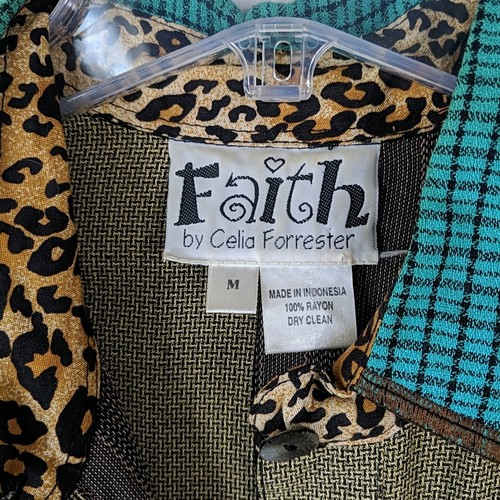 Faith
by Celia Forrester
M
MADE IN INDONESIA
100% RAYON
DRY CLEAN